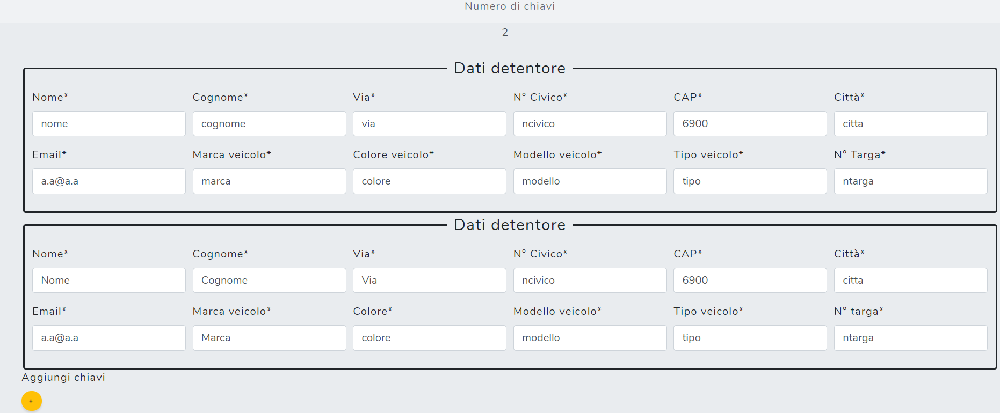 Numero di chiavi
2
Dati detentore
Nome* Cognome* Via* N° Civico* CAP* Città*
nome cognome via ncivico 6900 citta
Email* Marca veicolo* Colore veicolo* Modello veicolo* Tipo veicolo* N° Targa*
a.a@a.a marca colore modello tipo ntarga
Dati detentore
Nome* Cognome* Via* N° Civico* CAP* Città*
Nome Cognome Via ncivico 6900 citta
Email* Marca veicolo* Colore* Modello veicolo* Tipo veicolo* N° targa*
a.a@a.a Marca colore modello tipo ntarga
Aggiungi chiavi
+